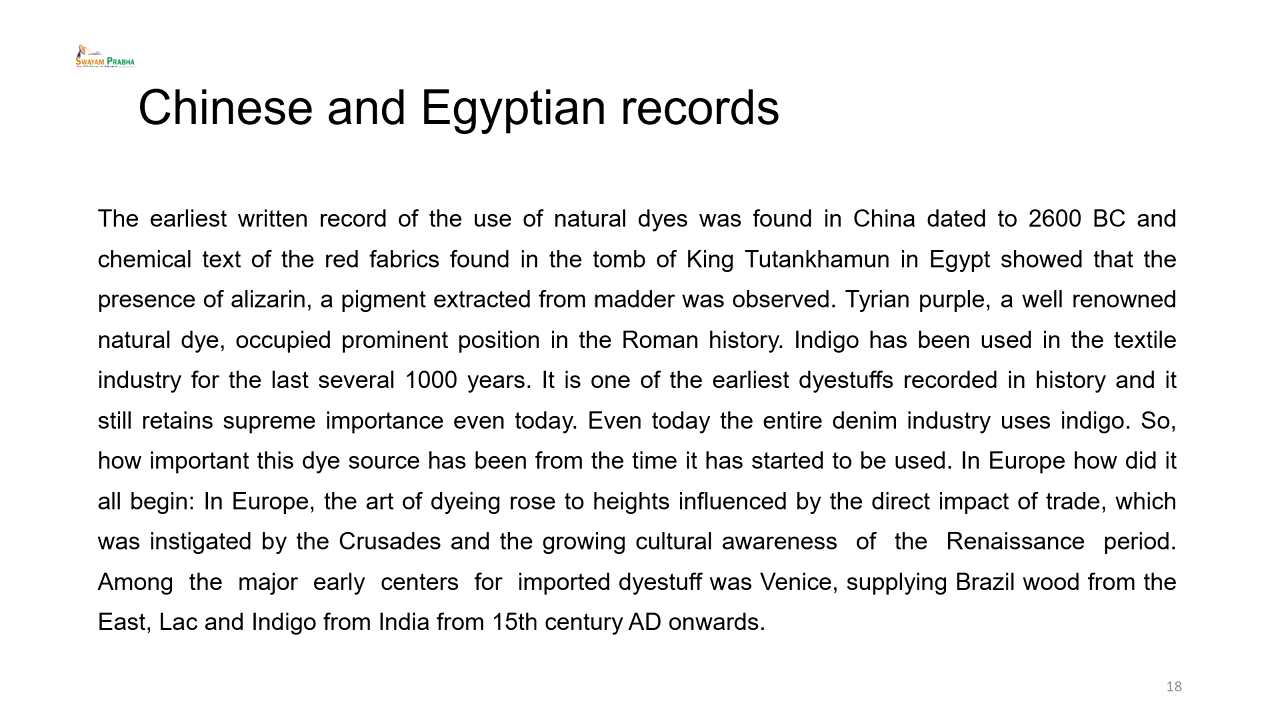 SWAYAM PRABHA
Chinese and Egyptian records
The earliest written record of the use of natural dyes was found in China dated to 2600 BC and
chemical text of the red fabrics found in the tomb of King Tutankhamun in Egypt showed that the
presence of alizarin, a pigment extracted from madder was observed. Tyrian purple, a well renowned
natural dye, occupied prominent position in the Roman history. Indigo has been used in the textile
industry for the last several 1000 years. It is one of the earliest dyestuffs recorded in history and it
still retains supreme importance even today. Even today the entire denim industry uses indigo. So,
how important this dye source has been from the time it has started to be used. In Europe how did it
all begin: In Europe, the art of dyeing rose to heights influenced by the direct impact of trade, which
was instigated by the Crusades and the growing cultural awareness of the Renaissance period.
Among the major early centers for imported dyestuff was Venice, supplying Brazil wood from the
East, Lac and Indigo from India from 15th century AD onwards.
18